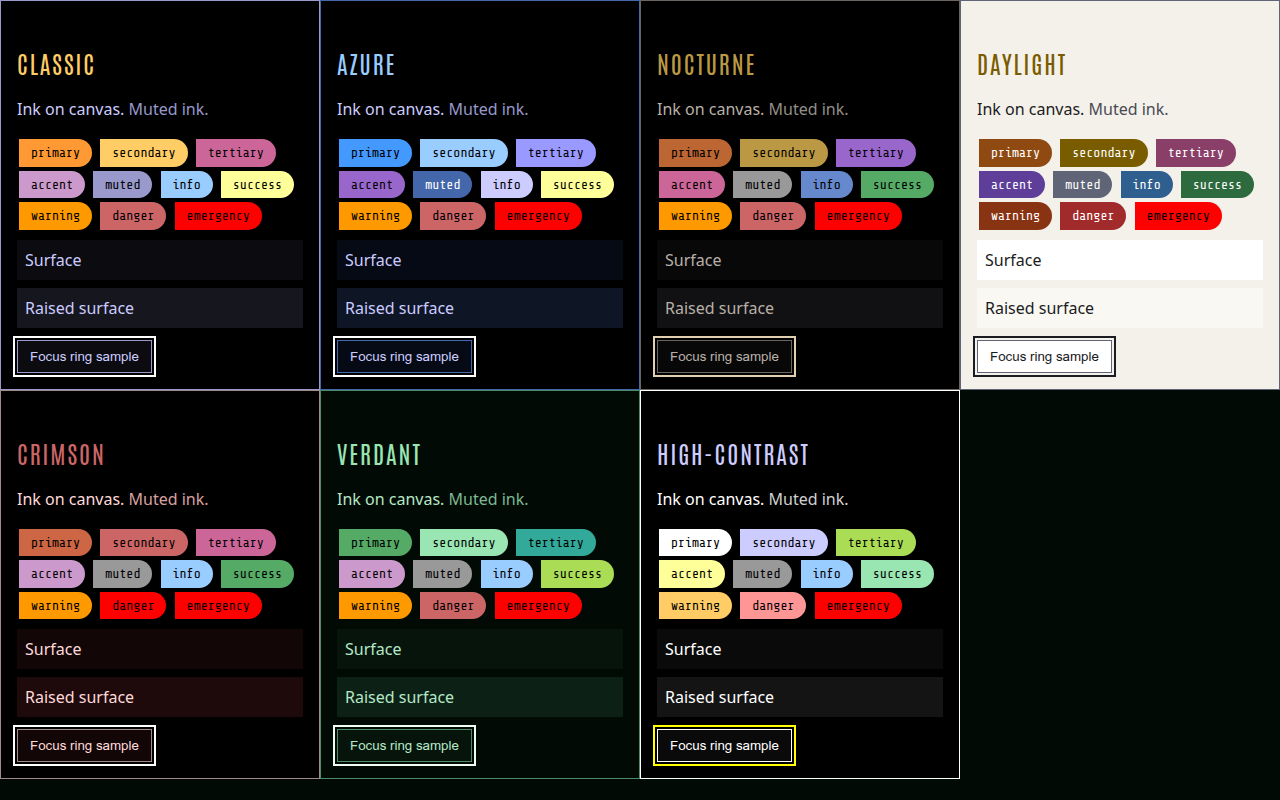 CLASSIC
Ink on canvas. Muted ink.
primary secondary tertiary
accent muted info success
warning danger emergency
Surface
Raised surface
Focus ring sample
AZURE
Ink on canvas. Muted ink.
primary secondary tertiary
accent muted info success
warning danger emergency
Surface
Raised surface
Focus ring sample
NOCTURNE
Ink on canvas. Muted ink.
primary secondary tertiary
accent muted info success
warning danger emergency
Surface
Raised surface
Focus ring sample
DAYLIGHT
Ink on canvas. Muted ink.
primary secondary tertiary
accent muted info success
warning danger emergency
Surface
Raised surface
Focus ring sample
CRIMSON
Ink on canvas. Muted ink.
primary secondary tertiary
accent muted info success
warning danger emergency
Surface
Raised surface
Focus ring sample
VERDANT
Ink on canvas. Muted ink.
primary secondary tertiary
accent muted info success
warning danger emergency
Surface
Raised surface
Focus ring sample
HIGH-CONTRAST
Ink on canvas. Muted ink.
primary secondary tertiary
accent muted info success
warning danger emergency
Surface
Raised surface
Focus ring sample